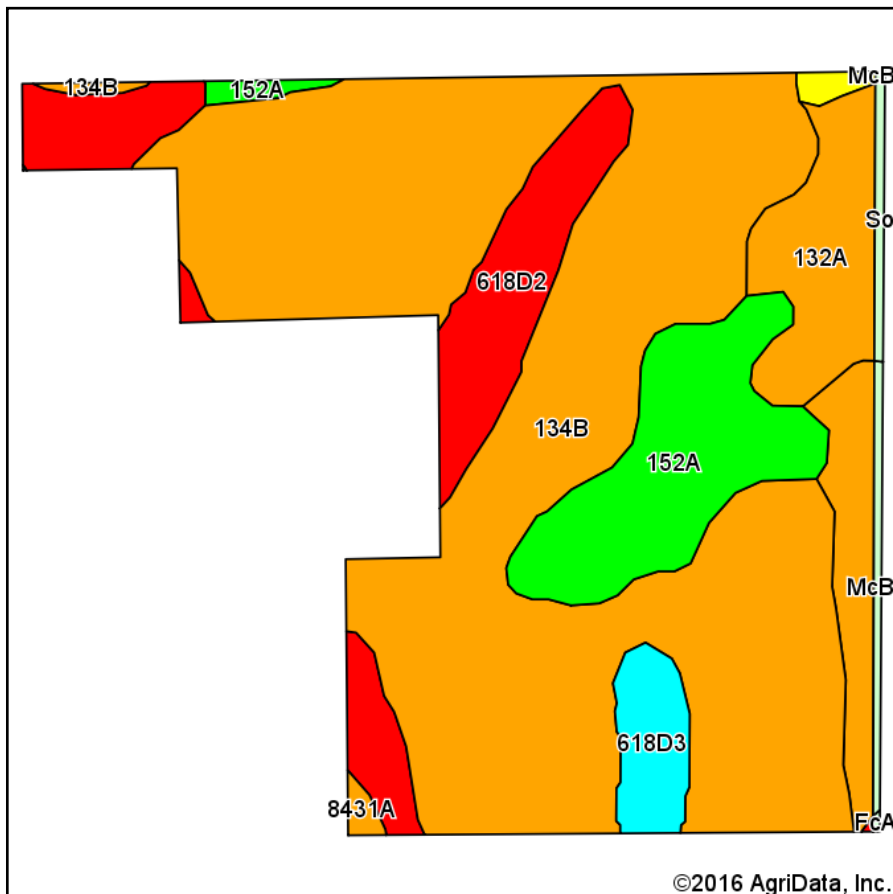 134B
152A
McB
So
132A
618D2
134B
152A
McB
618D3
8431A
FcA
©2016 AgriData, Inc.